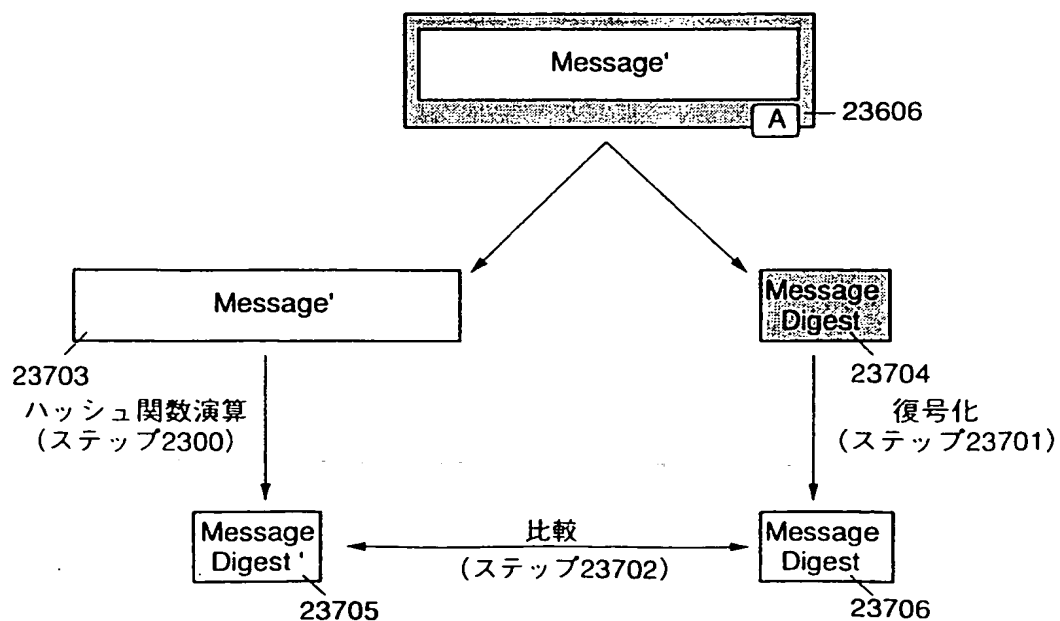 Message'
A
23606
Message'
Message
Digest
23703
23704
ハッシュ関数演算
(ステップ2300)
復号化
(ステップ23701)
Message
Digest '
比較
(ステップ23702)
Message
Digest
23705
23706